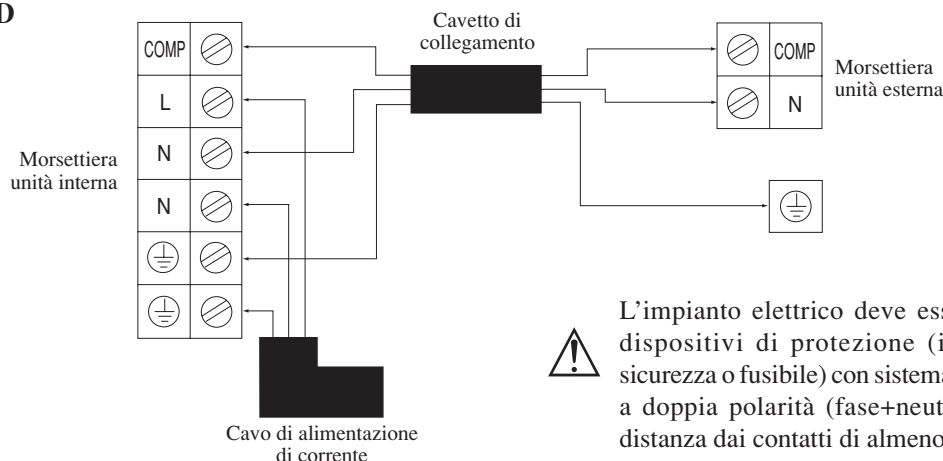 D
Cavetto di
collegamento
COMP
L
N
N
Morsettiera
unità interna
COMP
N
Morsettiera
unità esterna
L'impianto elettrico deve ess
dispositivi di protezione (i
sicurezza o fusibile) con sistema
a doppia polarità (fase+neut
distanza dai contatti di almeno
Cavo di alimentazione
di corrente